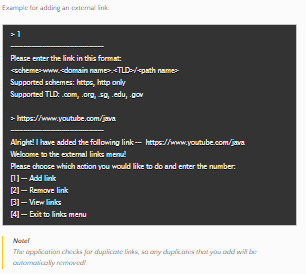 Example for adding an external link:
> 1
----------------------------------------
Please enter the link in this format:
<scheme>www.<domain name>.<TLD>/<path name>
Supported schemes: https, http only
Supported TLD: .com, .org, .sg, .edu, .gov
> https://www.youtube.com/java
----------------------------------------
Alright! I have added the following link --- https://www.youtube.com/java
Welcome to the external links menu!
Please choose which action you would like to do and enter the number:
[1] --- Add link
[2] --- Remove link
[3] --- View links
[4] --- Exit to links menu
Note!
The application checks for duplicate links, so any duplicates that you add will be
automatically removed!